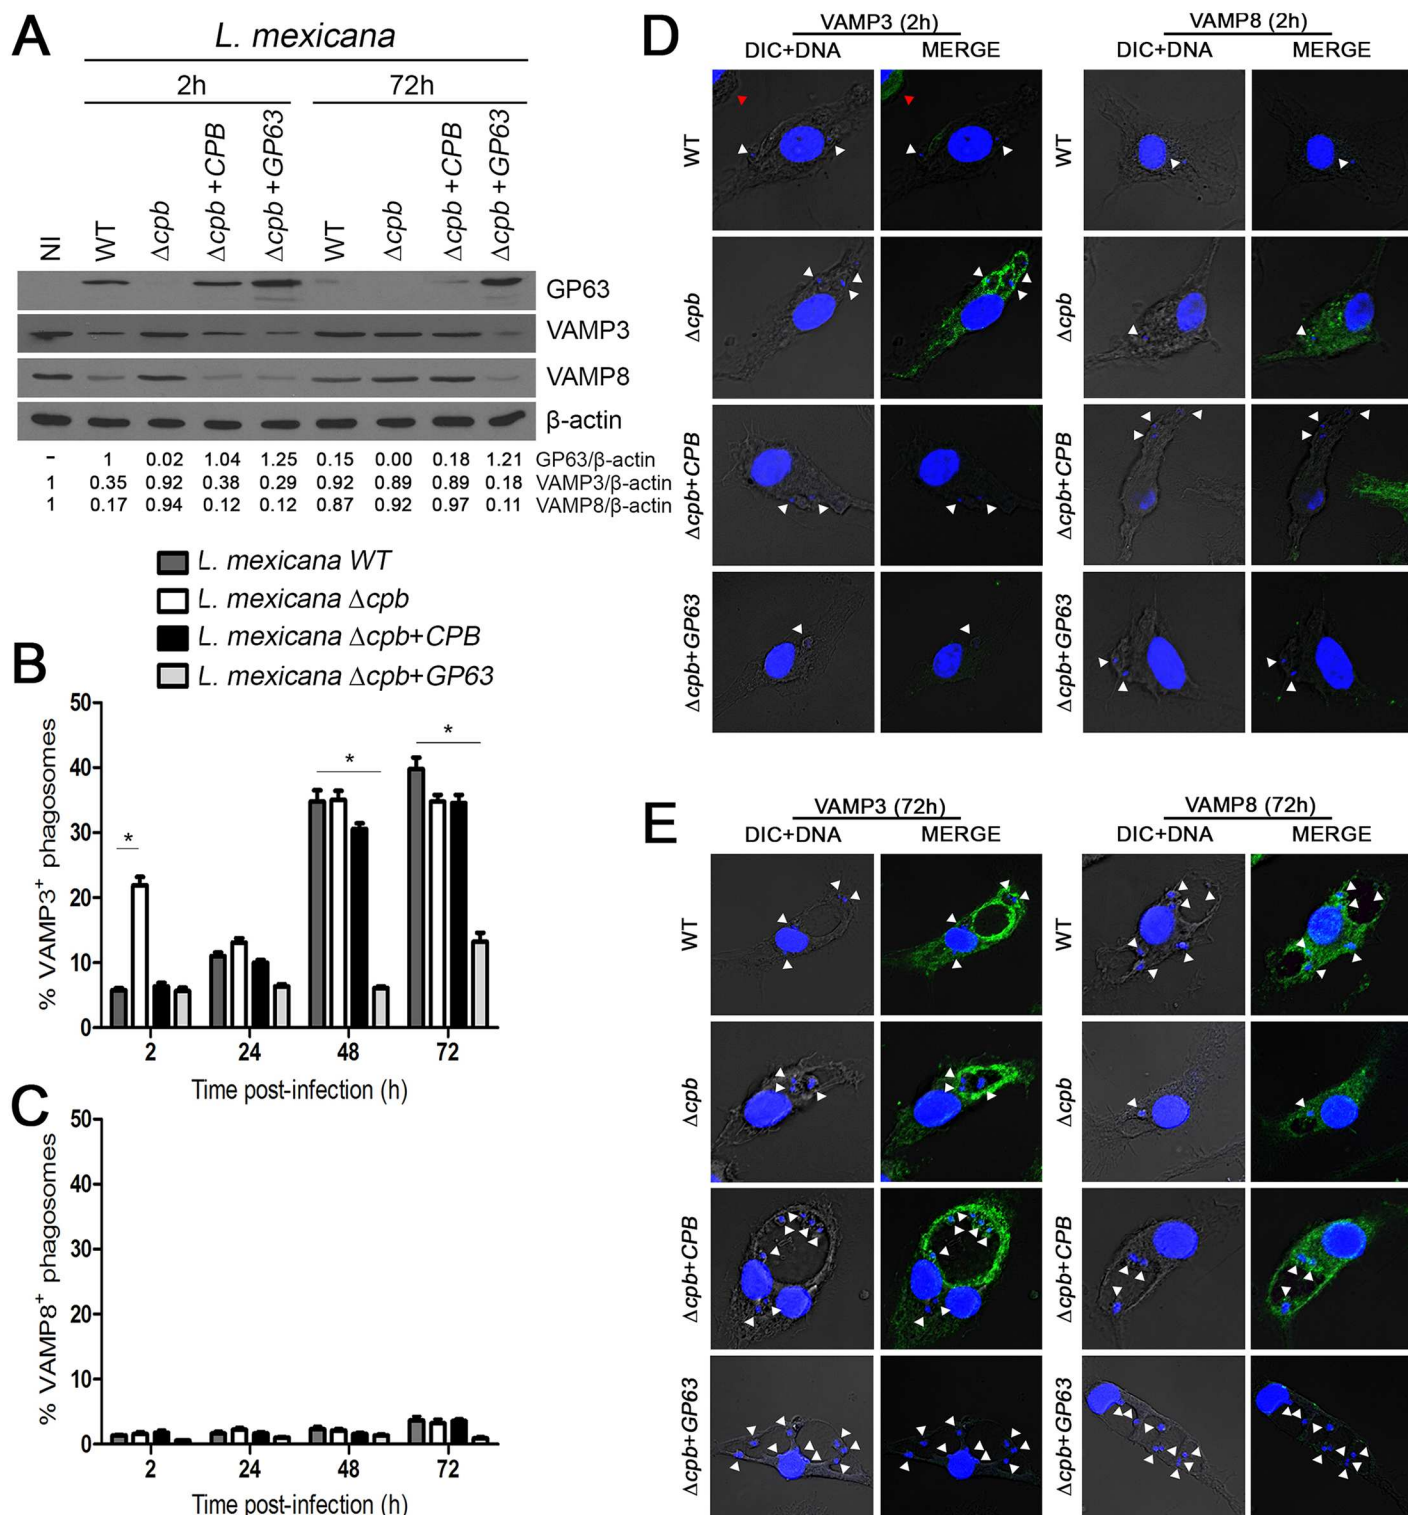 A
L. mexicana
2h 72h
NI WT Δcpb Δcpb+CPB Δcpb+GP63 WT Δcpb Δcpb+CPB Δcpb+GP63
GP63
VAMP3
VAMP8
β-actin
- 1 0.02 1.04 1.25 0.15 0.00 0.18 1.21 GP63/β-actin
1 0.35 0.92 0.38 0.29 0.92 0.89 0.89 0.18 VAMP3/β-actin
1 0.17 0.94 0.12 0.12 0.87 0.92 0.97 0.11 VAMP8/β-actin
L. mexicana WT
L. mexicana Δcpb
L. mexicana Δcpb+CPB
L. mexicana Δcpb+GP63
B
% VAMP3+ phagosomes
50
40
30
20
10
0
* * *
2 24 48 72
Time post-infection (h)
C
% VAMP8+ phagosomes
50
40
30
20
10
0
2 24 48 72
Time post-infection (h)
D
VAMP3 (2h) VAMP8 (2h)
DIC+DNA MERGE DIC+DNA MERGE
WT WT
Δcpb Δcpb
Δcpb+CPB Δcpb+CPB
Δcpb+GP63 Δcpb+GP63
E
VAMP3 (72h) VAMP8 (72h)
DIC+DNA MERGE DIC+DNA MERGE
WT WT
Δcpb Δcpb
Δcpb+CPB Δcpb+CPB
Δcpb+GP63 Δcpb+GP63